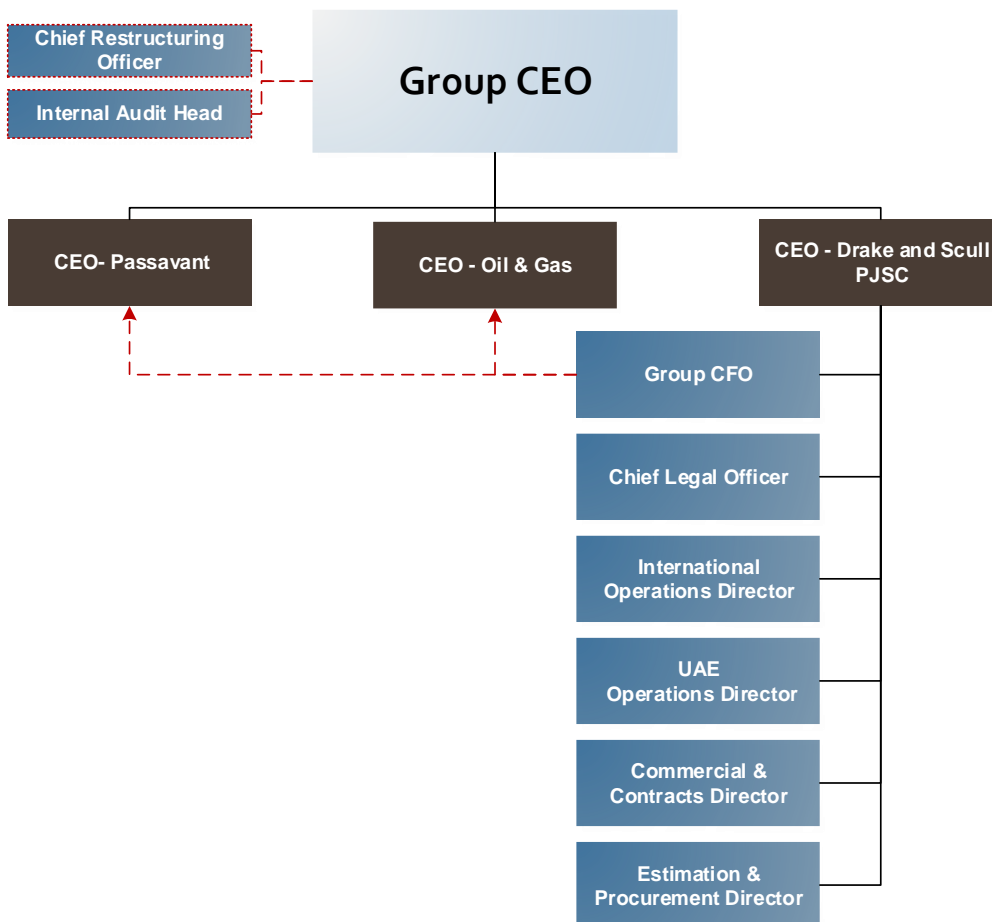 Chief Restructuring
Officer
Internal Audit Head
Group CEO
CEO- Passavant
CEO - Oil & Gas
CEO - Drake and Scull
PJSC
Group CFO
Chief Legal Officer
International
Operations Director
UAE
Operations Director
Commercial &
Contracts Director
Estimation &
Procurement Director